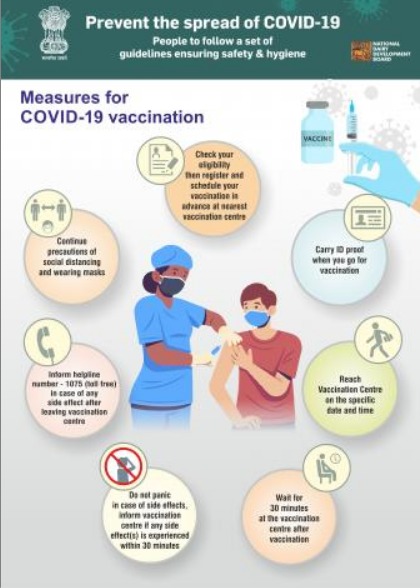 Prevent the spread of COVID-19
People to follow a set of
guidelines ensuring safety & hygiene
NATIONAL
DAIRY
DEVELOPMENT
BOARD
Measures for
COVID-19 vaccination
VACCINE
Check your
eligibility
then register and
schedule your
vaccination in
advance at nearest
vaccination centre
Carry ID proof
when you go for
vaccination
Reach
Vaccination Centre
on the specific
date and time
Wait for
30 minutes
at the vaccination
centre after
vaccination
Do not panic
in case of side effects,
inform vaccination
centre if any side
effect(s) is experienced
within 30 minutes
Inform helpline
number - 1075 (toll free)
in case of any
side effect after
leaving vaccination
centre
Continue
precautions of
social distancing
and wearing masks